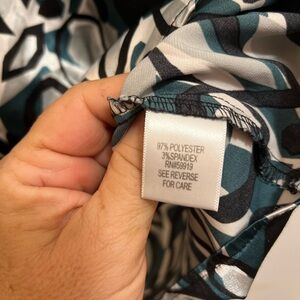 97% POLYESTER
3%SPANDEX
RN#59919
SEE REVERSE
FOR CARE